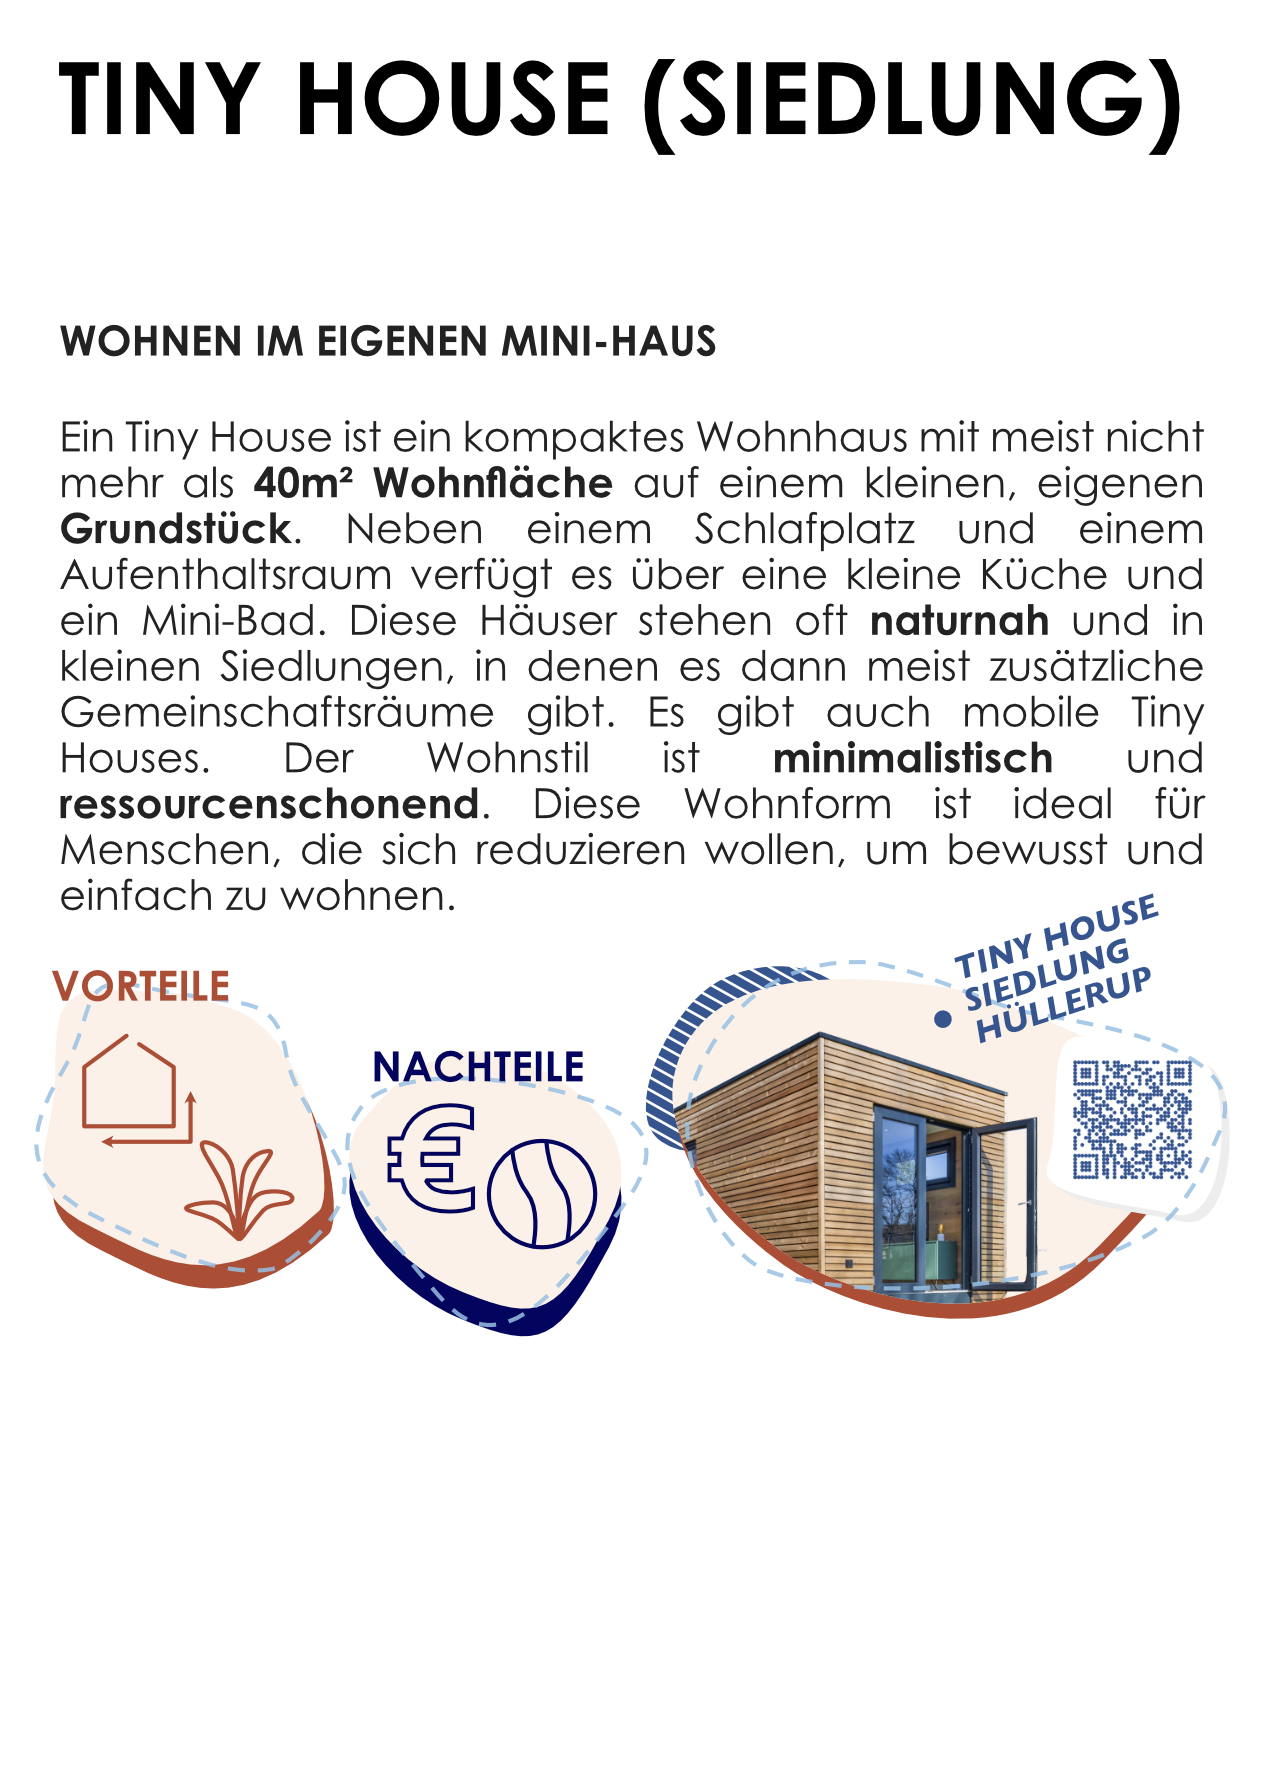 TINY HOUSE (SIEDLUNG)
WOHNEN IM EIGENEN MINI-HAUS
Ein Tiny House ist ein kompaktes Wohnhaus mit meist nicht
mehr als 40m² Wohnfläche auf einem kleinen, eigenen
Grundstück. Neben einem Schlafplatz und einem
Aufenthaltsraum verfügt es über eine kleine Küche und
ein Mini-Bad. Diese Häuser stehen oft naturnah und in
kleinen Siedlungen, in denen es dann meist zusätzliche
Gemeinschaftsräume gibt. Es gibt auch mobile Tiny
Houses. Der Wohnstil ist minimalistisch und
ressourcenschonend. Diese Wohnform ist ideal für
Menschen, die sich reduzieren wollen, um bewusst und
einfach zu wohnen.
VORTEILE
NACHTEILE
€
TINY HOUSE
SIEDLUNG
HÜLLERUP